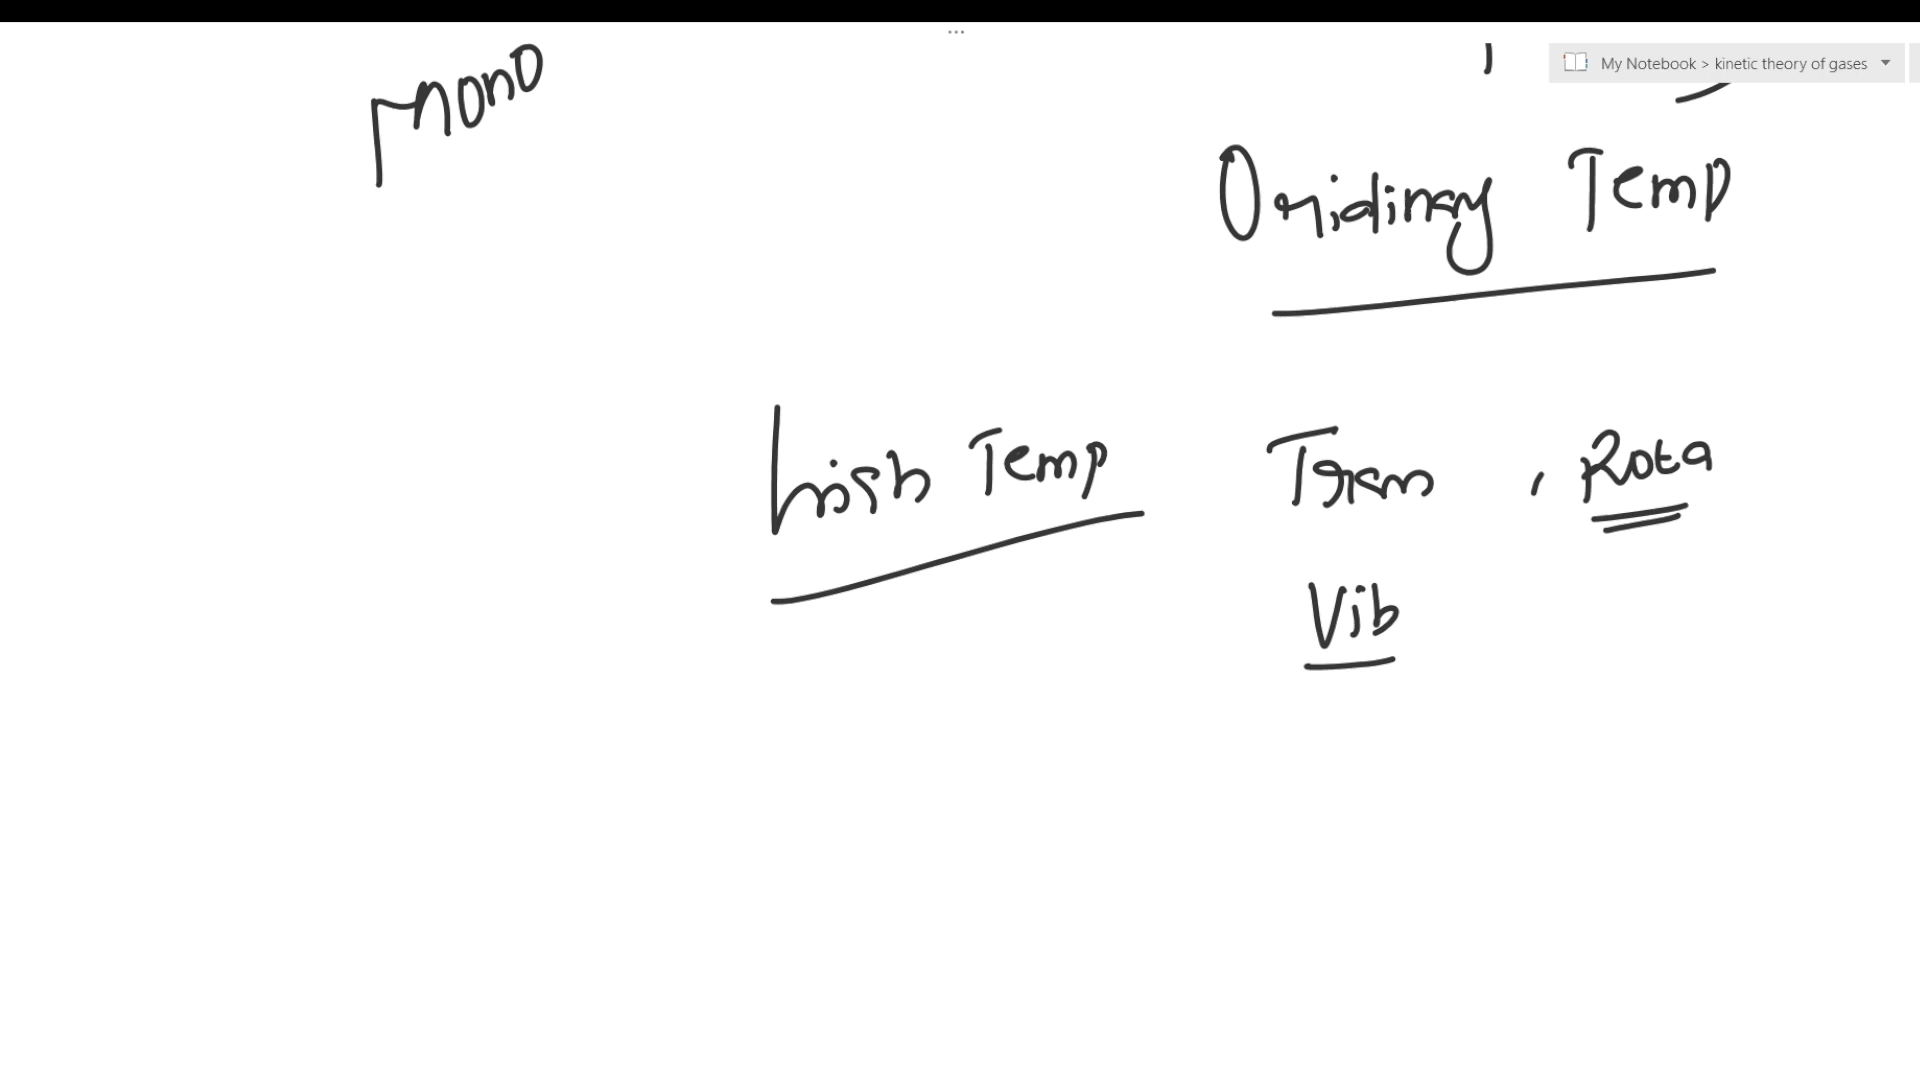 Mono
My Notebook > kinetic theory of gases
Oridinary Temp
high Temp Tran , Rota
Vib